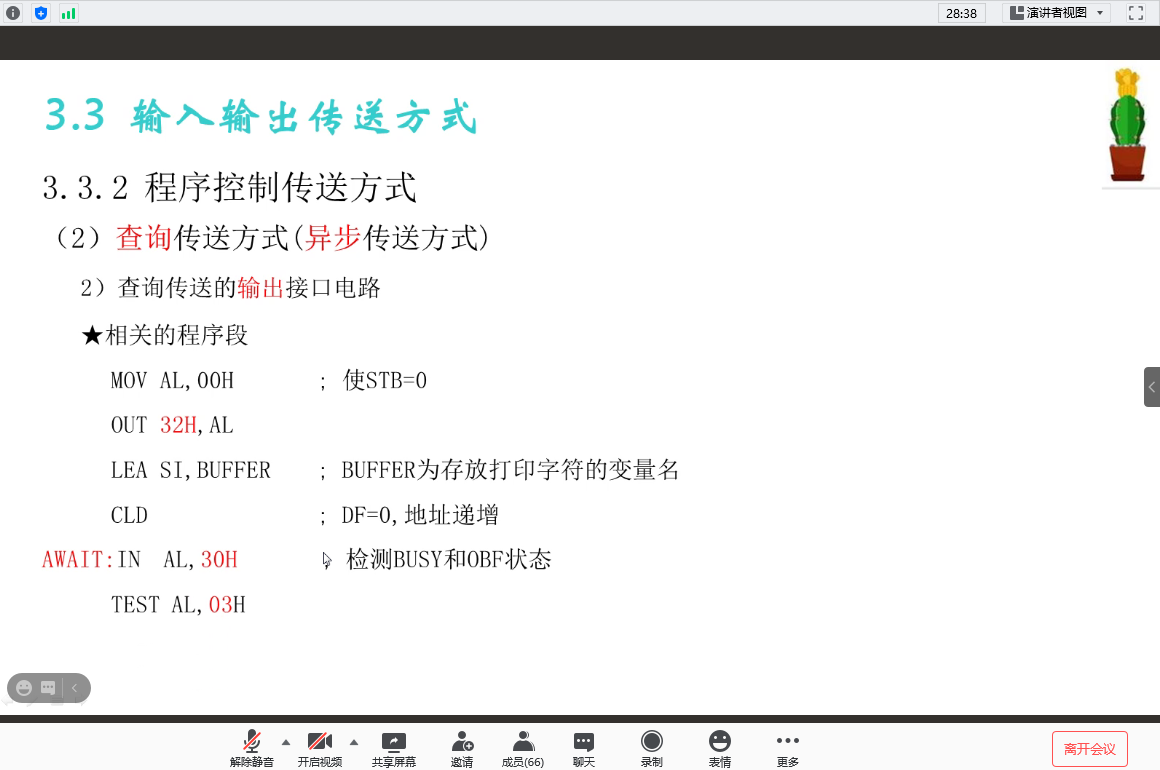 28:38
演讲者视图
3.3 输入输出传送方式
3.3.2 程序控制传送方式
（2）查询传送方式(异步传送方式)
2）查询传送的输出接口电路
★相关的程序段
MOV AL,00H ; 使STB=0
OUT 32H,AL
LEA SI,BUFFER ; BUFFER为存放打印字符的变量名
CLD ; DF=0,地址递增
AWAIT:IN AL,30H ; 检测BUSY和OBF状态
TEST AL,03H
解除静音
开启视频
共享屏幕
邀请
成员(66)
聊天
录制
表情
更多
离开会议